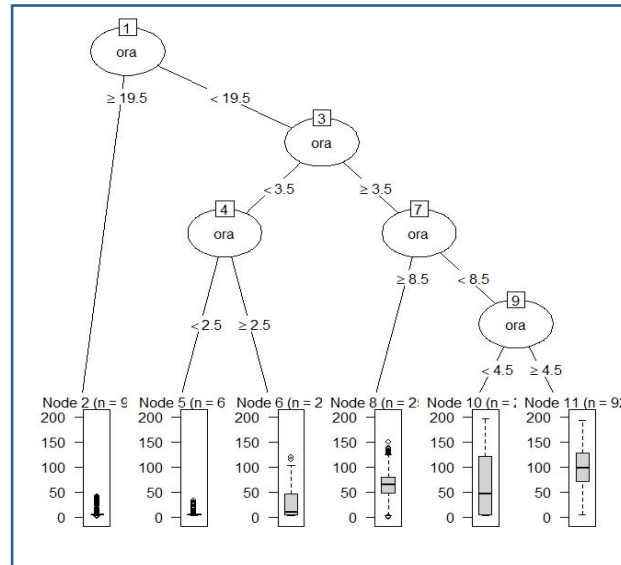 1
ora
≥ 19.5 < 19.5
3
ora
< 3.5 ≥ 3.5
4 7
ora ora
≥ 8.5 < 8.5
9
< 2.5 ≥ 2.5 ora
< 4.5 ≥ 4.5
Node 2 (n = 9 Node 5 (n = 6 Node 6 (n = 2 Node 8 (n = 2 Node 10 (n = Node 11 (n = 92
200 200 200 200 200 200
150 150 150 150 150 150
100 100 100 100 100 100
50 50 50 50 50 50
0 0 0 0 0 0